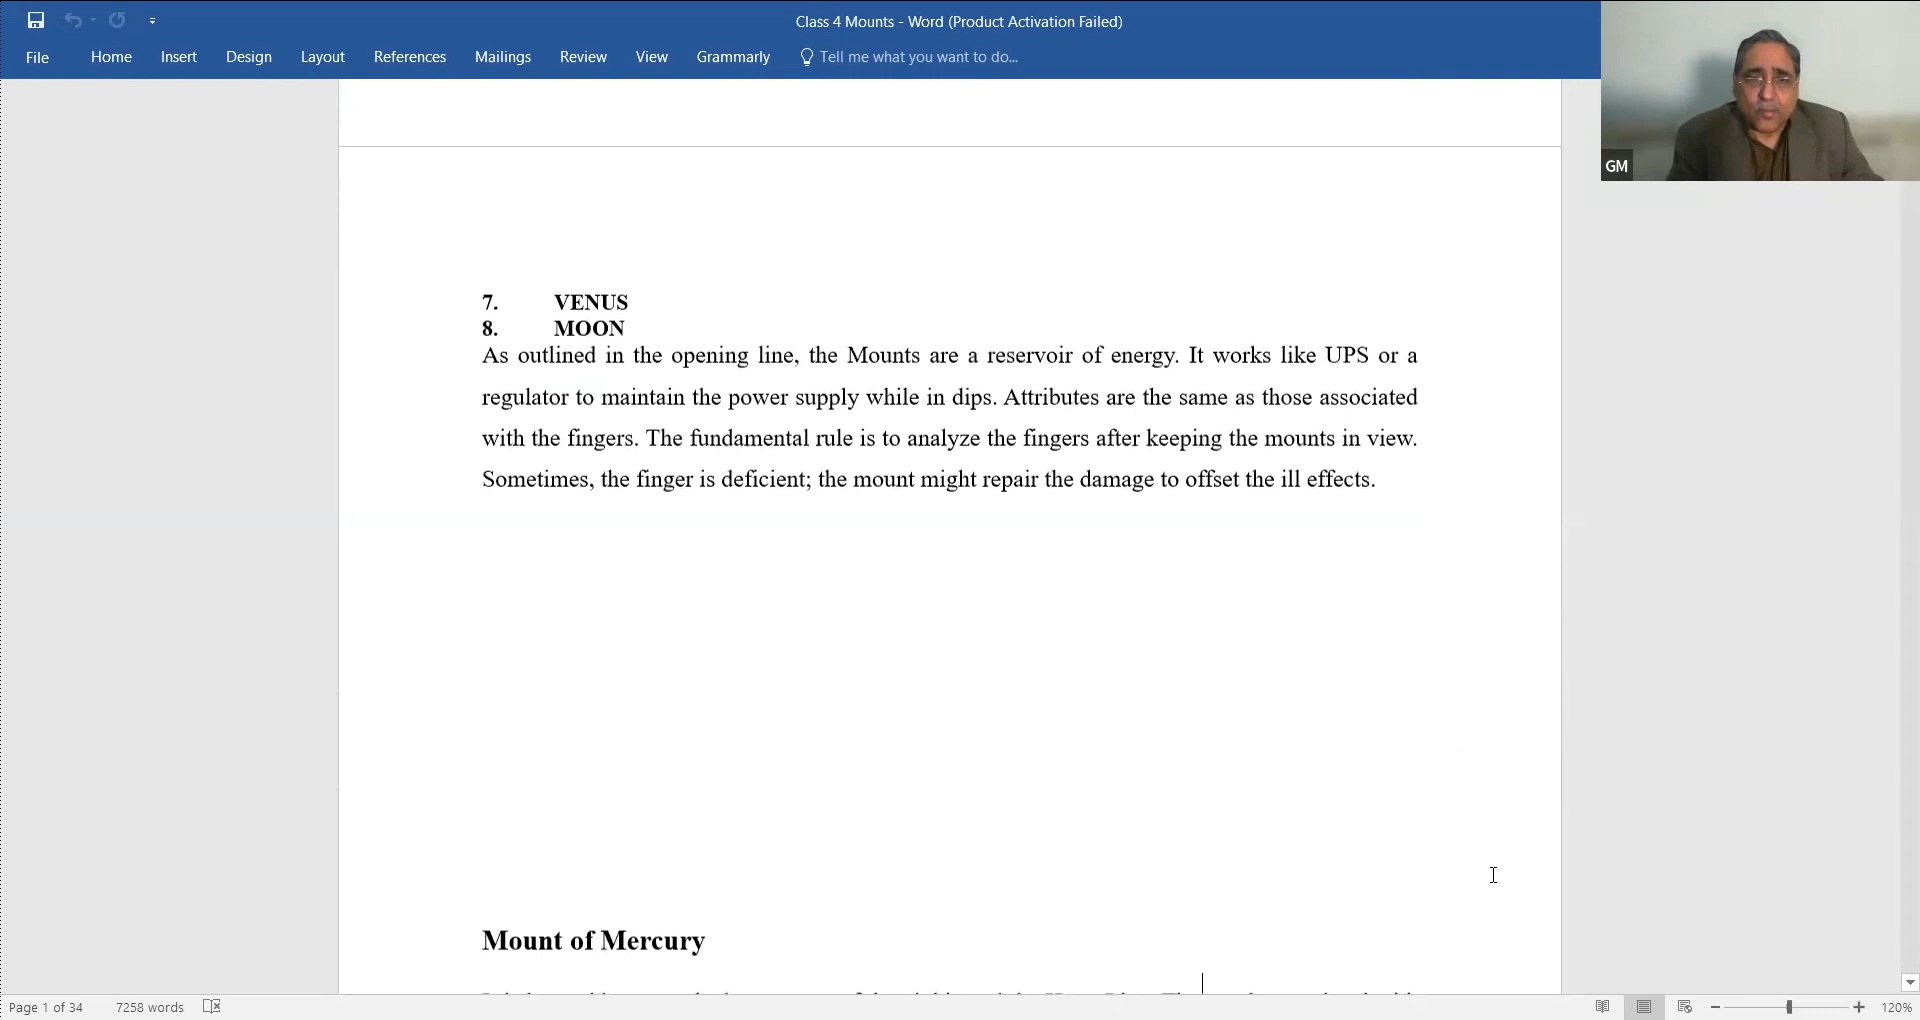 Class 4 Mounts - Word (Product Activation Failed)
File Home Insert Design Layout References Mailings Review View Grammarly Tell me what you want to do...
GM
7. VENUS
8. MOON
As outlined in the opening line, the Mounts are a reservoir of energy. It works like UPS or a
regulator to maintain the power supply while in dips. Attributes are the same as those associated
with the fingers. The fundamental rule is to analyze the fingers after keeping the mounts in view.
Sometimes, the finger is deficient; the mount might repair the damage to offset the ill effects.
Mount of Mercury
Page 1 of 34 7258 words 120%